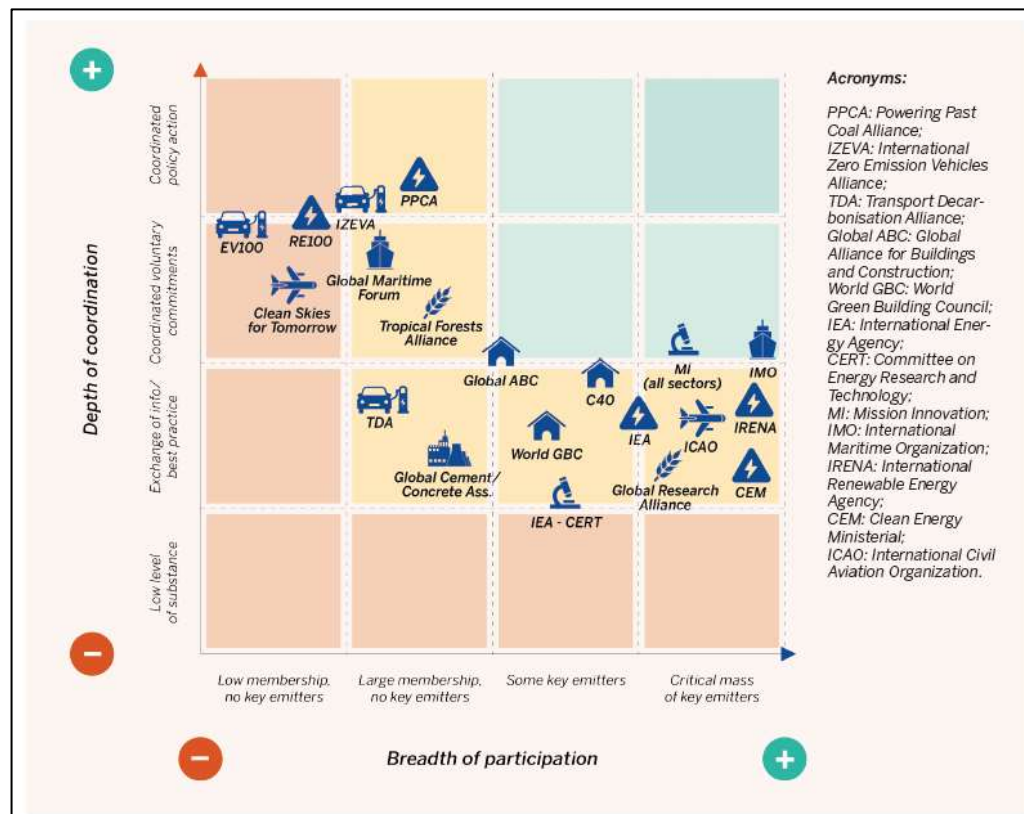 Depth of coordination
Coordinated
policy action
Coordinated voluntary
commitments
Exchange of info/
best practice
Low level
of substance
PPCA
IZEVA
EV100
RE100
Global Maritime
Forum
Clean Skies
for Tomorrow
Tropical Forests
Alliance
Global ABC
MI
(all sectors)
IMO
C40
TDA
IEA
ICAO
IRENA
World GBC
Global Cement/
Concrete Ass.
Global Research
Alliance
CEM
IEA - CERT
Low membership,
no key emitters
Large membership,
no key emitters
Some key emitters
Critical mass
of key emitters
Breadth of participation
Acronyms:
PPCA: Powering Past
Coal Alliance;
IZEVA: International
Zero Emission Vehicles
Alliance;
TDA: Transport Decar-
bonisation Alliance;
Global ABC: Global
Alliance for Buildings
and Construction;
World GBC: World
Green Building Council;
IEA: International Ener-
gy Agency;
CERT: Committee on
Energy Research and
Technology;
MI: Mission Innovation;
IMO: International
Maritime Organization;
IRENA: International
Renewable Energy
Agency;
CEM: Clean Energy
Ministerial;
ICAO: International Civil
Aviation Organization.